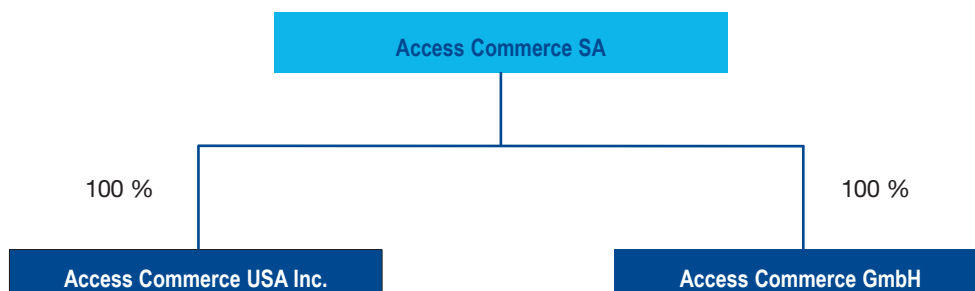 Access Commerce SA
100 %
100 %
Access Commerce USA Inc.
Access Commerce GmbH